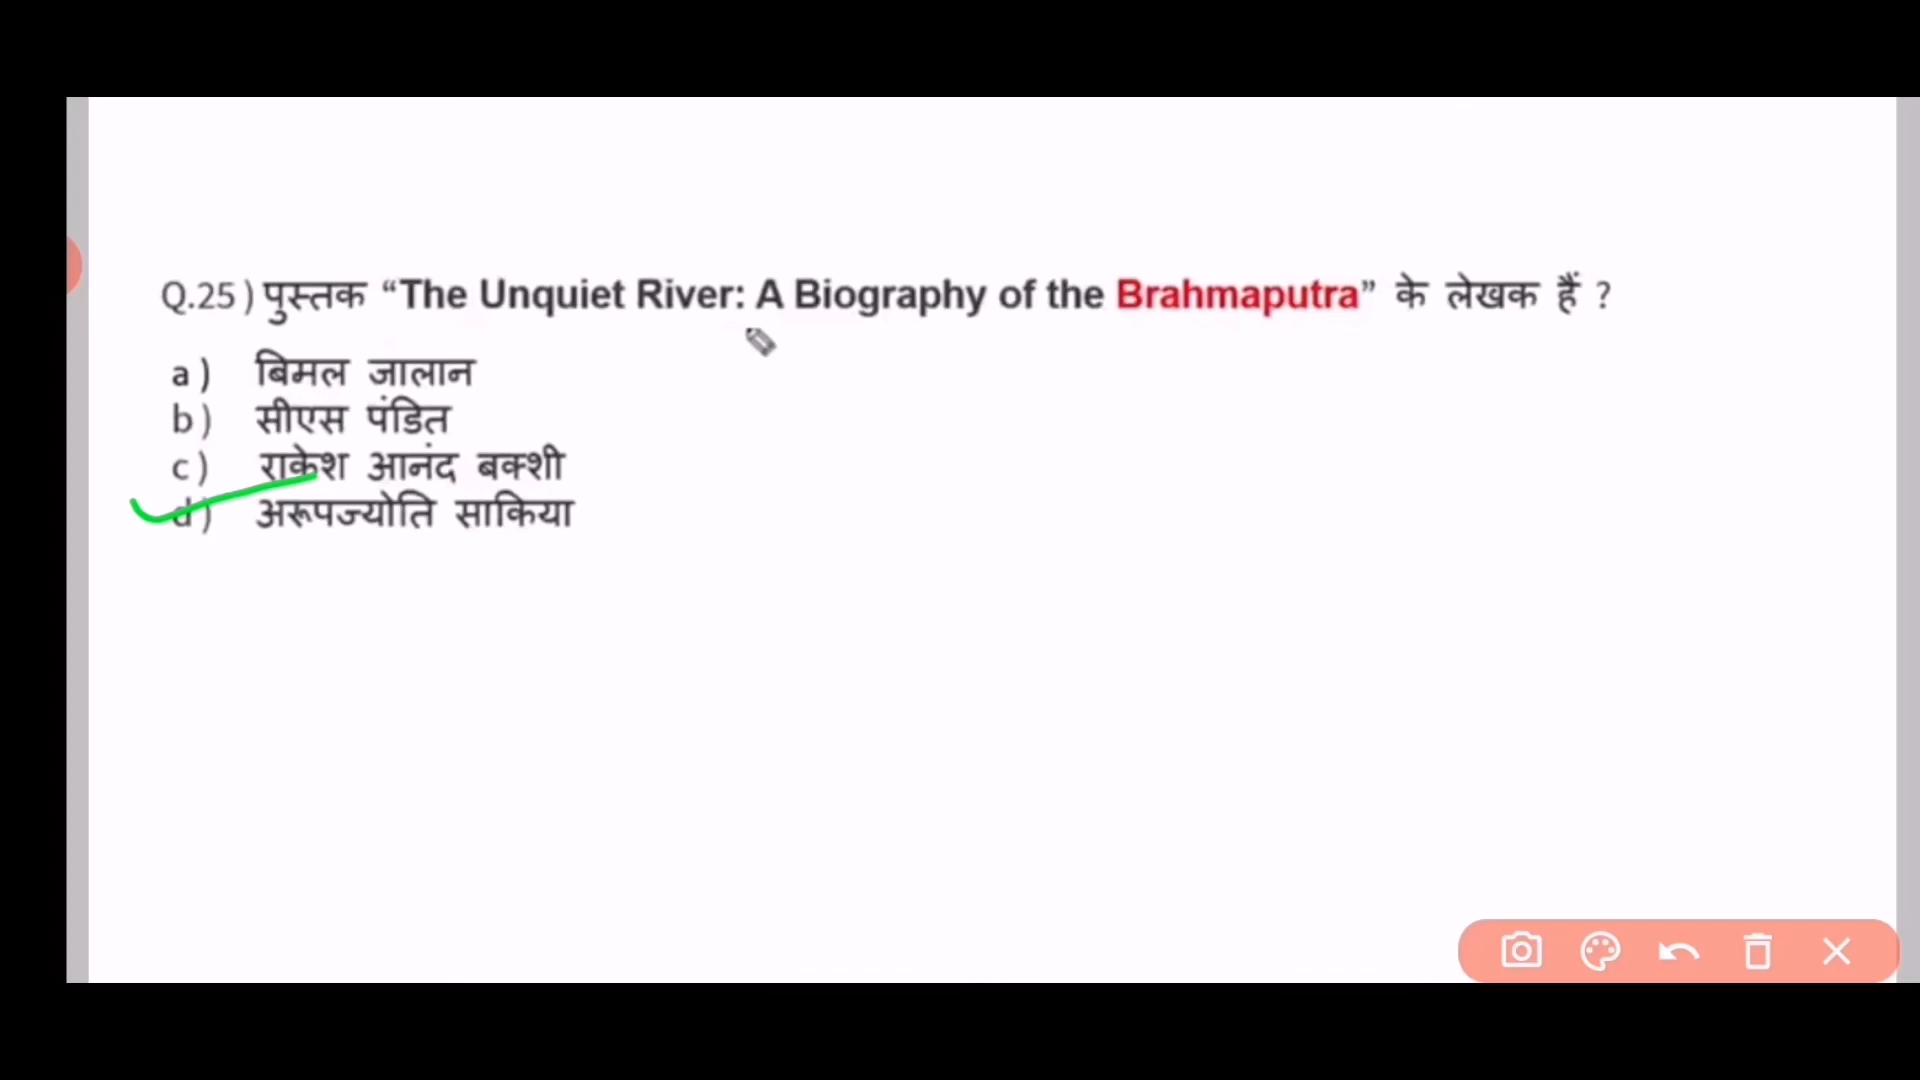 Q.25 ) पुस्तक “The Unquiet River: A Biography of the Brahmaputra” के लेखक हैं ?
a ) बिमल जालान
b ) सीएस पंडित
c ) राकेश आनंद बक्शी
d ) अरूपज्योति साकिया